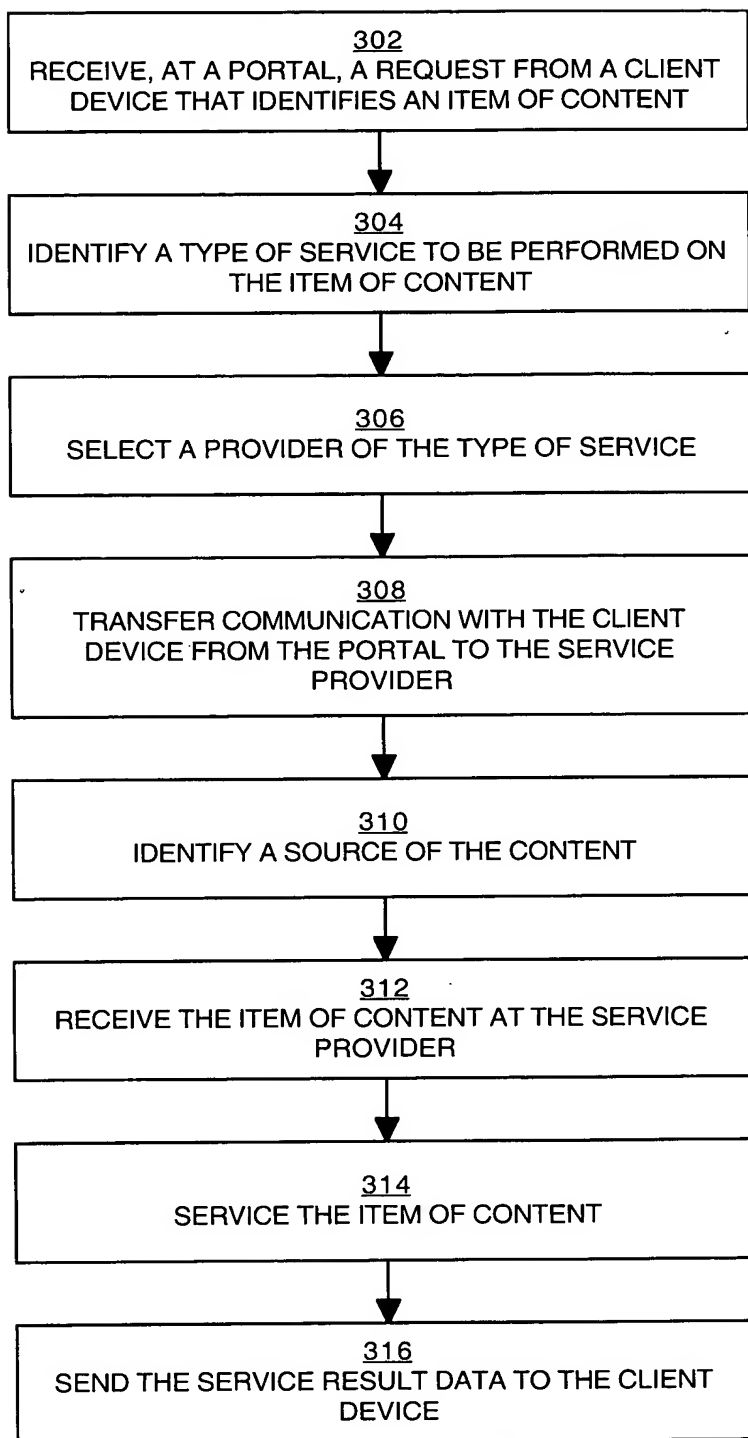 302
RECEIVE, AT A PORTAL, A REQUEST FROM A CLIENT
DEVICE THAT IDENTIFIES AN ITEM OF CONTENT
304
IDENTIFY A TYPE OF SERVICE TO BE PERFORMED ON
THE ITEM OF CONTENT
306
SELECT A PROVIDER OF THE TYPE OF SERVICE
308
TRANSFER COMMUNICATION WITH THE CLIENT
DEVICE FROM THE PORTAL TO THE SERVICE
PROVIDER
310
IDENTIFY A SOURCE OF THE CONTENT
312
RECEIVE THE ITEM OF CONTENT AT THE SERVICE
PROVIDER
314
SERVICE THE ITEM OF CONTENT
316
SEND THE SERVICE RESULT DATA TO THE CLIENT
DEVICE